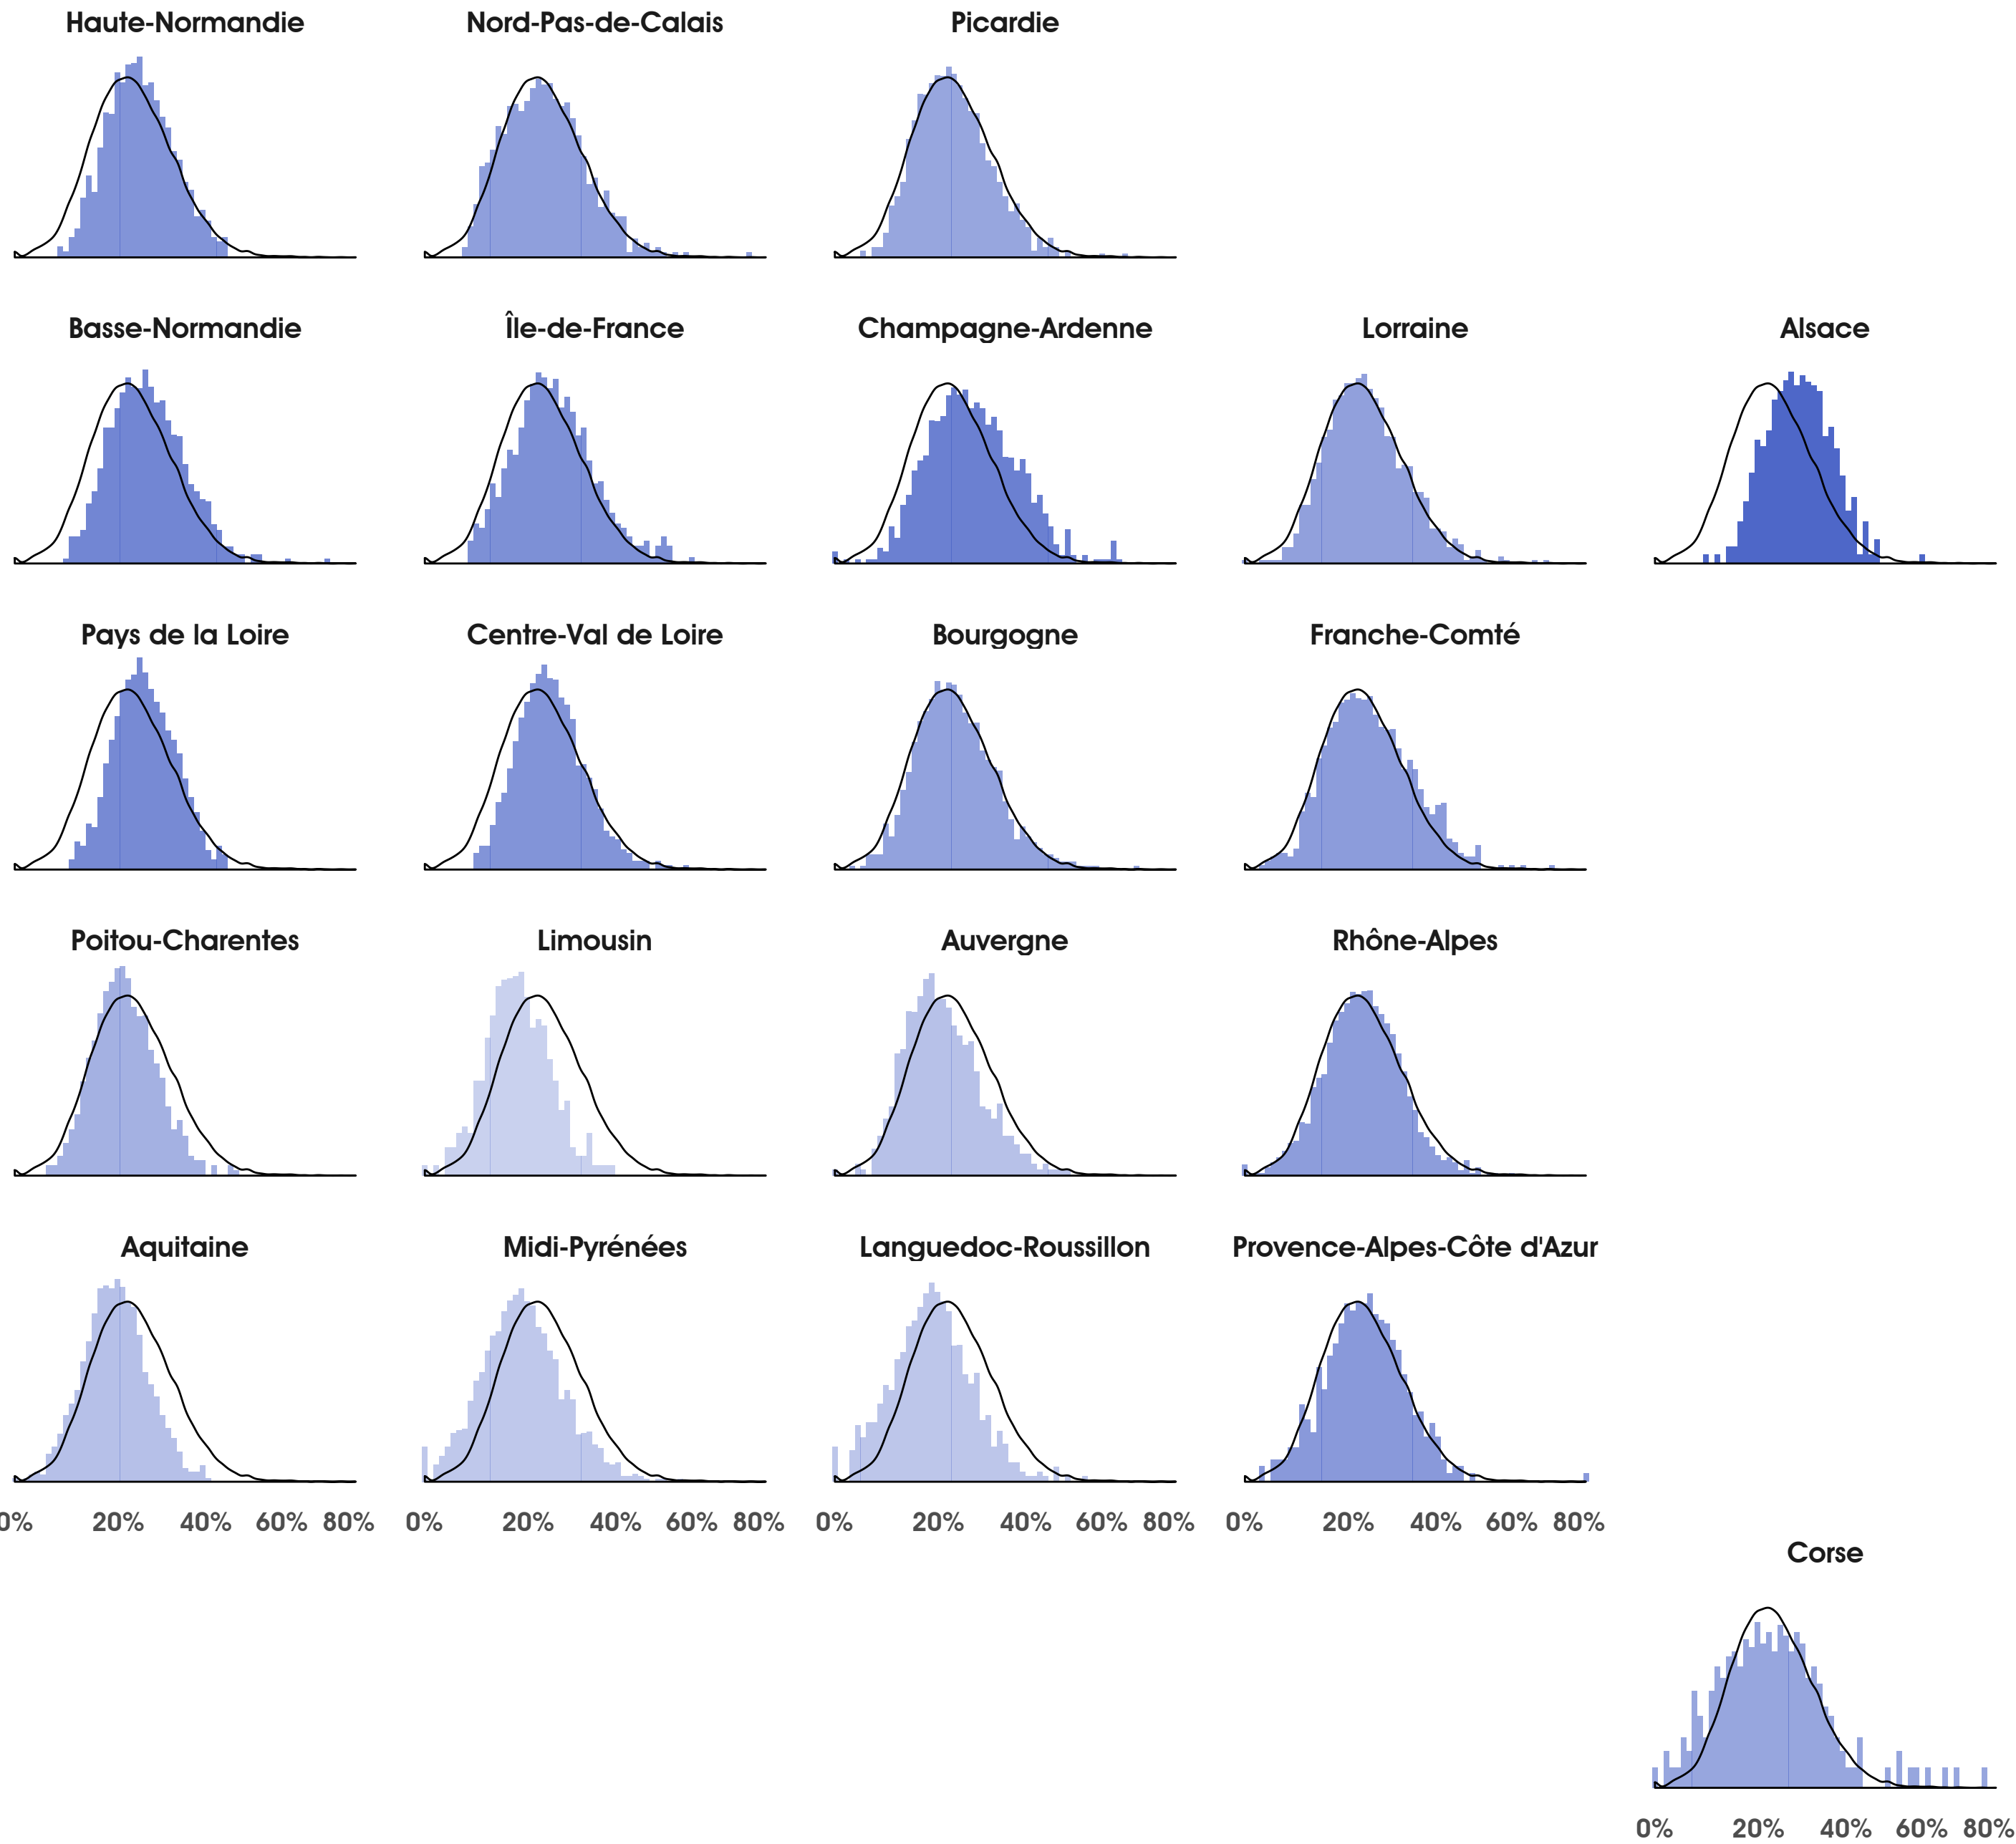 Haute-Normandie Nord-Pas-de-Calais Picardie
Basse-Normandie Île-de-France Champagne-Ardenne Lorraine Alsace
Pays de la Loire Centre-Val de Loire Bourgogne Franche-Comté
Poitou-Charentes Limousin Auvergne Rhône-Alpes
Aquitaine Midi-Pyrénées Languedoc-Roussillon Provence-Alpes-Côte d'Azur
0% 20% 40% 60% 80% 0% 20% 40% 60% 80% 0% 20% 40% 60% 80% 0% 20% 40% 60% 80%
Corse
0% 20% 40% 60% 80%